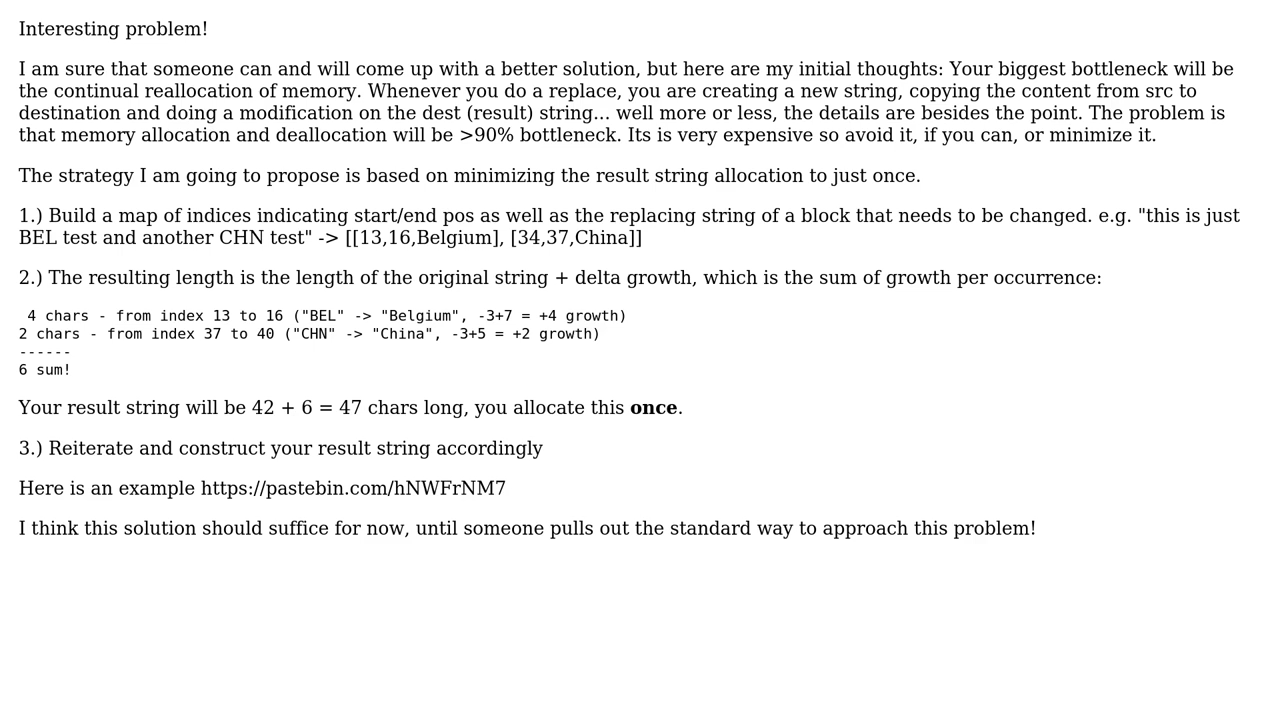 Interesting problem!
I am sure that someone can and will come up with a better solution, but here are my initial thoughts: Your biggest bottleneck will be
the continual reallocation of memory. Whenever you do a replace, you are creating a new string, copying the content from src to
destination and doing a modification on the dest (result) string... well more or less, the details are besides the point. The problem is
that memory allocation and deallocation will be >90% bottleneck. Its is very expensive so avoid it, if you can, or minimize it.
The strategy I am going to propose is based on minimizing the result string allocation to just once.
1.) Build a map of indices indicating start/end pos as well as the replacing string of a block that needs to be changed. e.g. "this is just
BEL test and another CHN test" -> [[13,16,Belgium], [34,37,China]]
2.) The resulting length is the length of the original string + delta growth, which is the sum of growth per occurrence:
4 chars - from index 13 to 16 ("BEL" -> "Belgium", -3+7 = +4 growth)
2 chars - from index 37 to 40 ("CHN" -> "China", -3+5 = +2 growth)
------
6 sum!
Your result string will be 42 + 6 = 47 chars long, you allocate this once.
3.) Reiterate and construct your result string accordingly
Here is an example https://pastebin.com/hNWFrNM7
I think this solution should suffice for now, until someone pulls out the standard way to approach this problem!